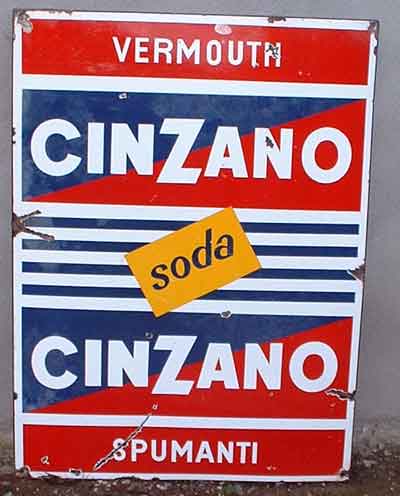 VERMOUTH
CINZANO
soda
CINZANO
SPUMANTI